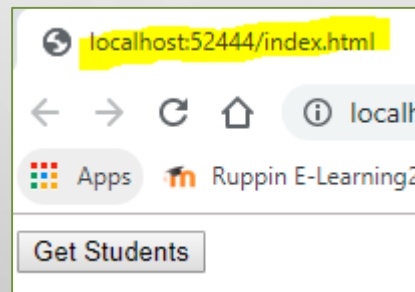 localhost:52444/index.html
localh
Apps Ruppin E-Learning2
Get Students